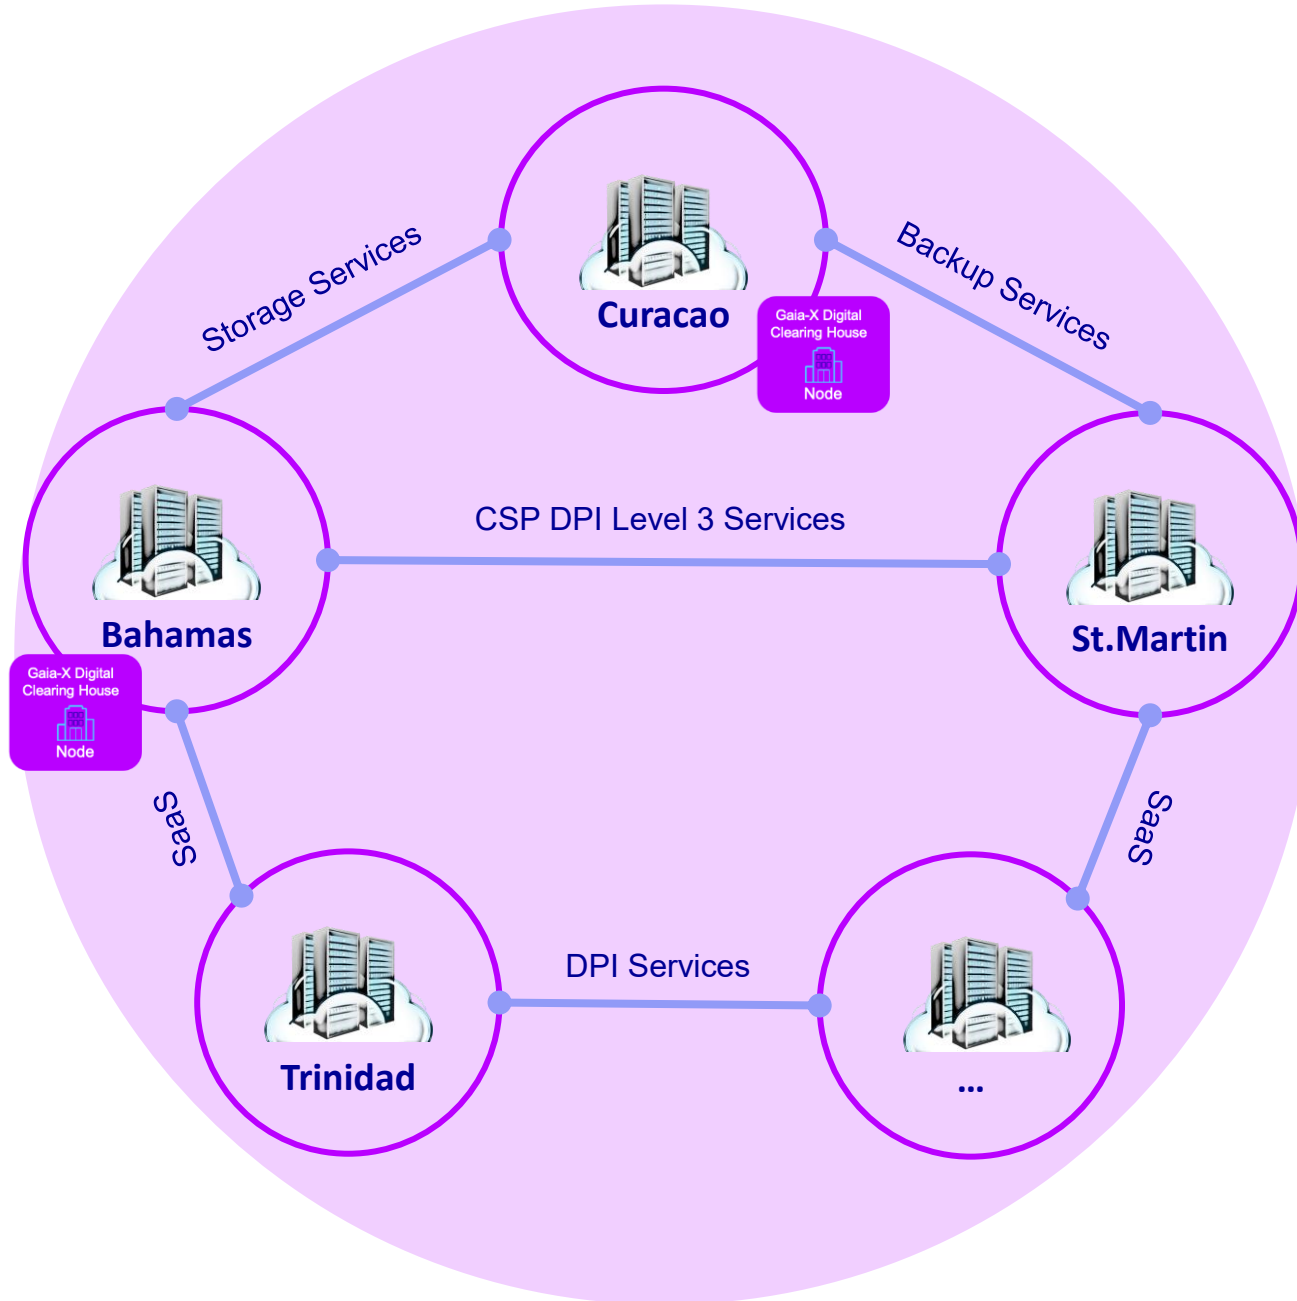 Storage Services
Backup Services
Curacao
Gaia-X Digital
Clearing House
Node
CSP DPI Level 3 Services
Bahamas
St.Martin
Gaia-X Digital
Clearing House
Node
SaaS
SaaS
DPI Services
Trinidad
...